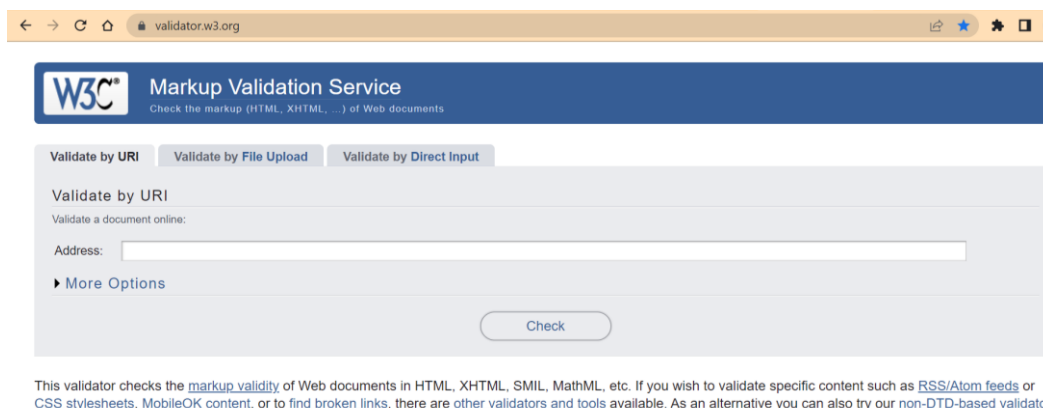 validator.w3.org
W3C®
Markup Validation Service
Check the markup (HTML, XHTML, …) of Web documents
Validate by URI Validate by File Upload Validate by Direct Input
Validate by URI
Validate a document online:
Address:
More Options
Check
This validator checks the markup validity of Web documents in HTML, XHTML, SMIL, MathML, etc. If you wish to validate specific content such as RSS/Atom feeds or
CSS stylesheets, MobileOK content, or to find broken links, there are other validators and tools available. As an alternative you can also try our non-DTD-based validato